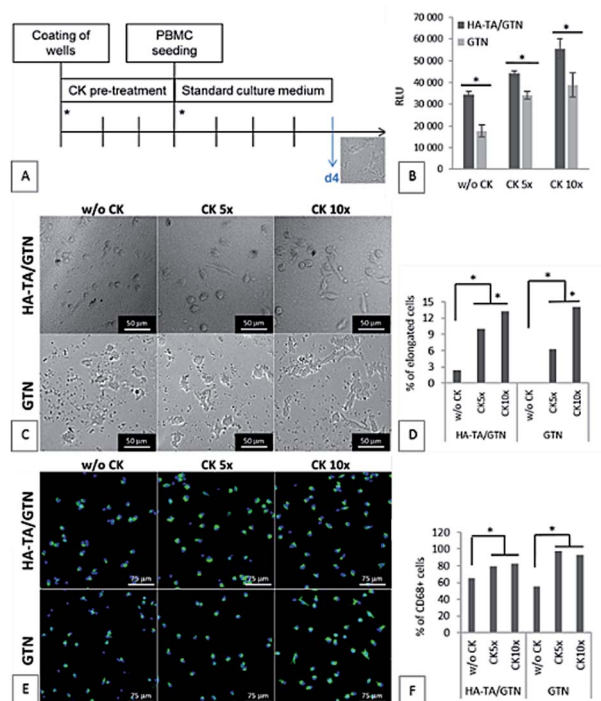 Coating of
wells
PBMC
seeding
CK pre-treatment
Standard culture medium
*
*
d4
A
70 000
60 000
50 000
40 000
30 000
20 000
10 000
0
RLU
HA-TA/GTN
GTN
*
*
*
w/o CK
CK 5x
CK 10x
B
w/o CK
CK 5x
CK 10x
HA-TA/GTN
50 µm
50 µm
50 µm
GTN
50 µm
50 µm
50 µm
C
% of elongated cells
15
12
9
6
3
0
*
*
*
*
w/o CK
CK5x
CK10x
w/o CK
CK5x
CK10x
HA-TA/GTN
GTN
D
w/o CK
CK 5x
CK 10x
HA-TA/GTN
75 µm
75 µm
75 µm
GTN
75 µm
75 µm
75 µm
E
% of CD68+ cells
100
80
60
40
20
0
*
*
w/o CK
CK5x
CK10x
w/o CK
CK5x
CK10x
HA-TA/GTN
GTN
F